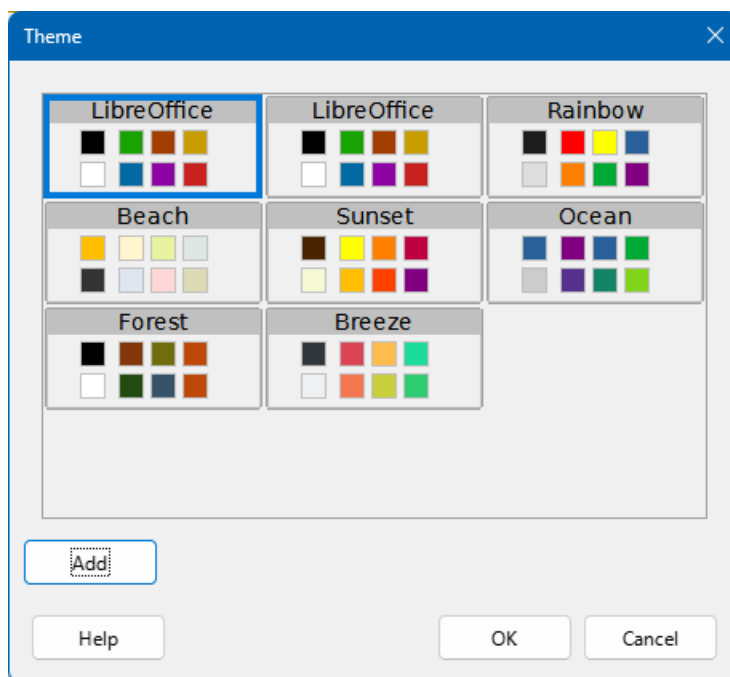 Theme
LibreOffice LibreOffice Rainbow
Beach Sunset Ocean
Forest Breeze
Add
Help OK Cancel